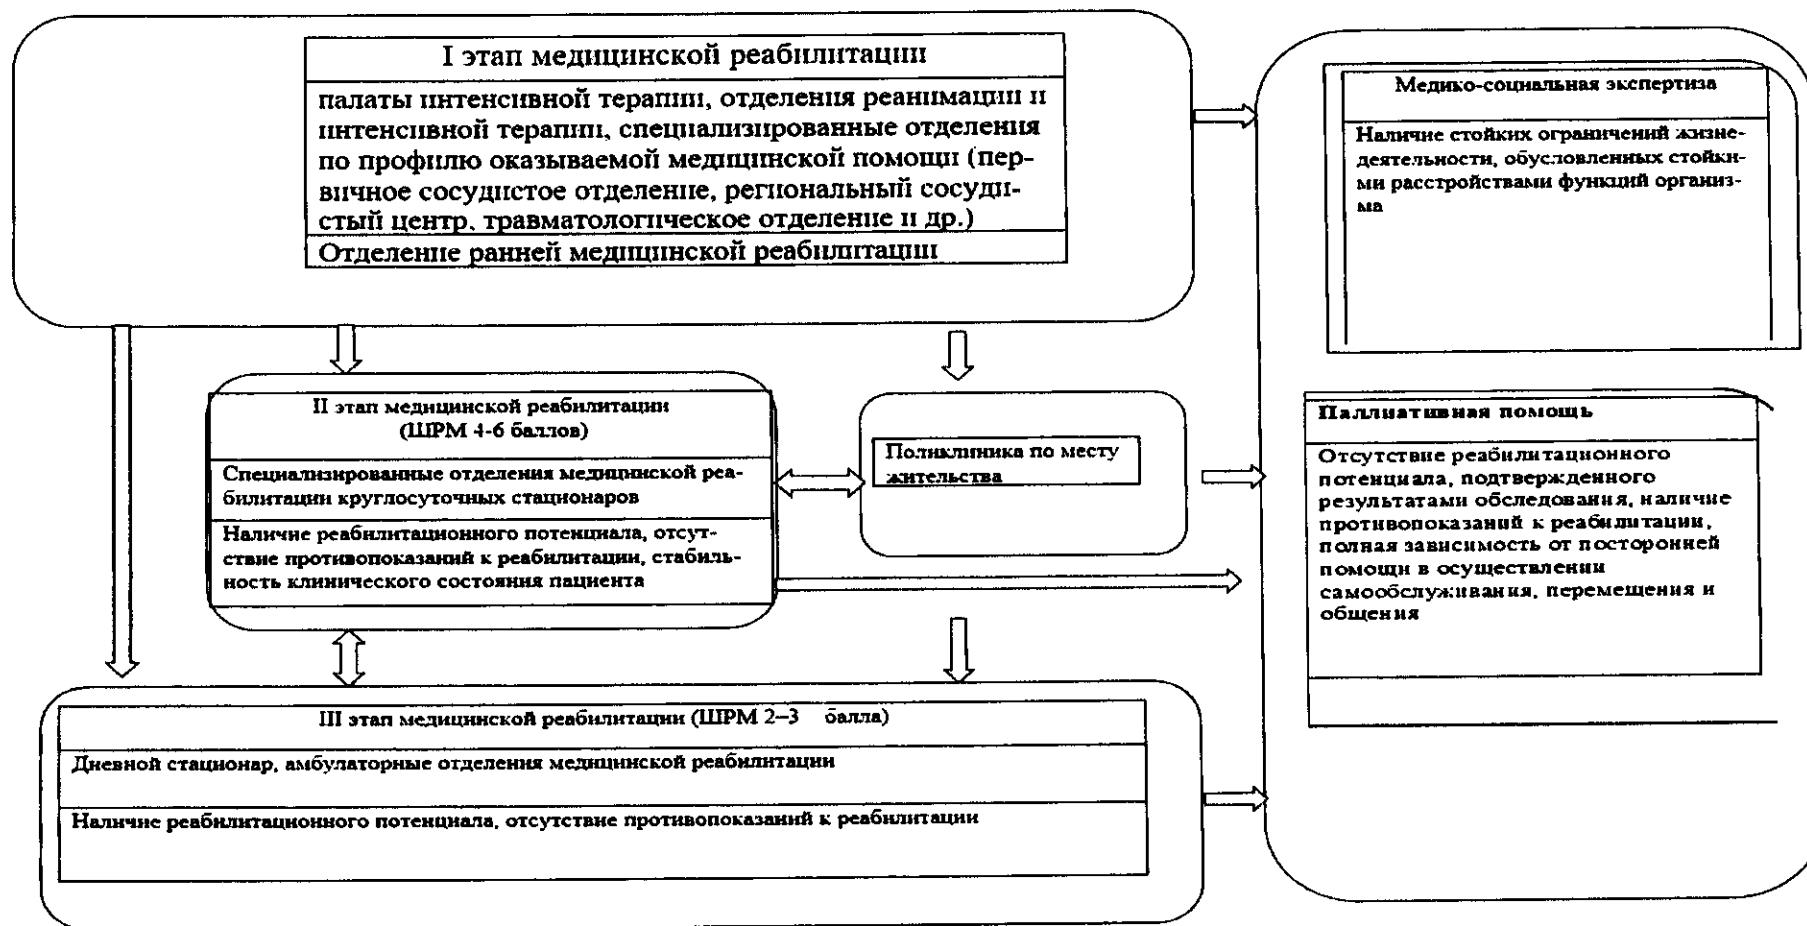 I этап медицинской реабилитации
палаты интенсивной терапии, отделения реанимации и
интенсивной терапии, специализированные отделения
по профилю оказываемой медицинской помощи (пер-
вичное сосудистое отделение, региональный сосуди-
стый центр, травматологическое отделение и др.)
Отделение ранней медицинской реабилитации
Медико-социальная экспертиза
Наличие стойких ограничений жизне-
деятельности, обусловленных стойки-
ми расстройствами функций организ-
ма
II этап медицинской реабилитации
(ШРМ 4-6 баллов)
Специализированные отделения медицинской реа-
билитации круглосуточных стационаров
Наличие реабилитационного потенциала, отсут-
ствие противопоказаний к реабилитации, стабиль-
ность клинического состояния пациента
Поликлиника по месту
жительства
Паллиативная помощь
Отсутствие реабилитационного
потенциала, подтвержденного
результатами обследования, наличие
противопоказаний к реабилитации,
полная зависимость от посторонней
помощи в осуществлении
самообслуживания, перемещения и
общения
III этап медицинской реабилитации (ШРМ 2–3 балла)
Дневной стационар, амбулаторные отделения медицинской реабилитации
Наличие реабилитационного потенциала, отсутствие противопоказаний к реабилитации